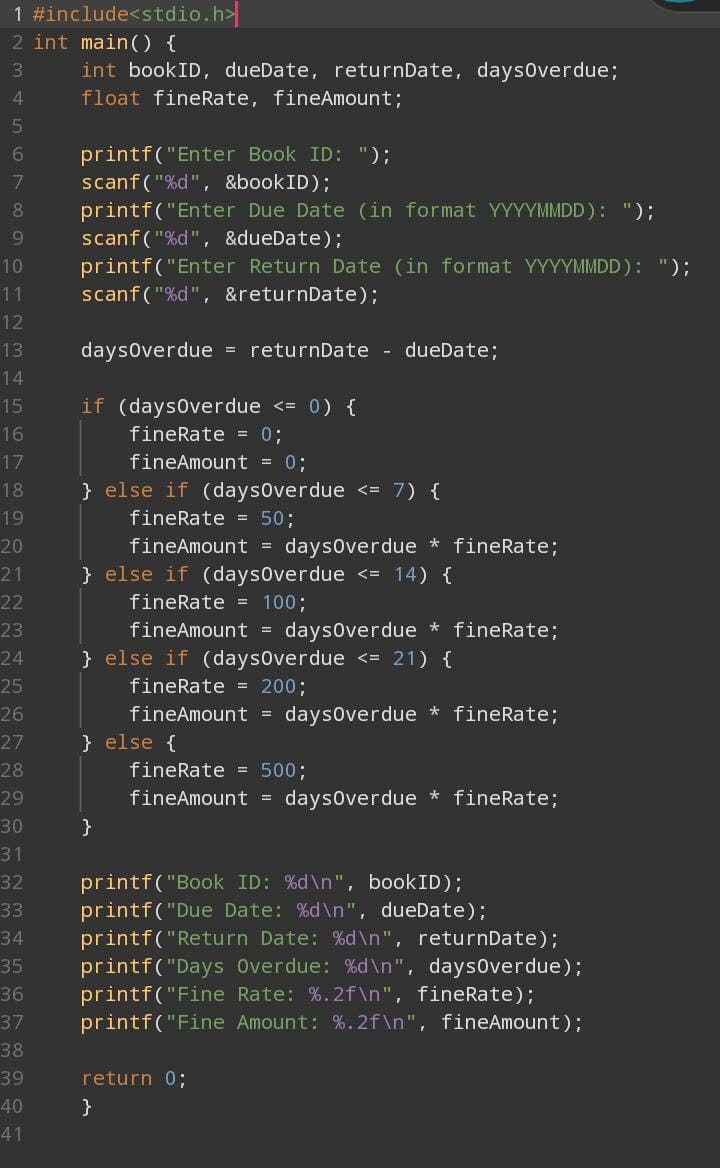 1 #include<stdio.h>
2 int main() {
3     int bookID, dueDate, returnDate, daysOverdue;
4     float fineRate, fineAmount;
5
6     printf("Enter Book ID: ");
7     scanf("%d", &bookID);
8     printf("Enter Due Date (in format YYYYMMDD): ");
9     scanf("%d", &dueDate);
10     printf("Enter Return Date (in format YYYYMMDD): ");
11     scanf("%d", &returnDate);
12
13     daysOverdue = returnDate - dueDate;
14
15     if (daysOverdue <= 0) {
16         fineRate = 0;
17         fineAmount = 0;
18     } else if (daysOverdue <= 7) {
19         fineRate = 50;
20         fineAmount = daysOverdue * fineRate;
21     } else if (daysOverdue <= 14) {
22         fineRate = 100;
23         fineAmount = daysOverdue * fineRate;
24     } else if (daysOverdue <= 21) {
25         fineRate = 200;
26         fineAmount = daysOverdue * fineRate;
27     } else {
28         fineRate = 500;
29         fineAmount = daysOverdue * fineRate;
30     }
31
32     printf("Book ID: %d\n", bookID);
33     printf("Due Date: %d\n", dueDate);
34     printf("Return Date: %d\n", returnDate);
35     printf("Days Overdue: %d\n", daysOverdue);
36     printf("Fine Rate: %.2f\n", fineRate);
37     printf("Fine Amount: %.2f\n", fineAmount);
38
39     return 0;
40     }
41